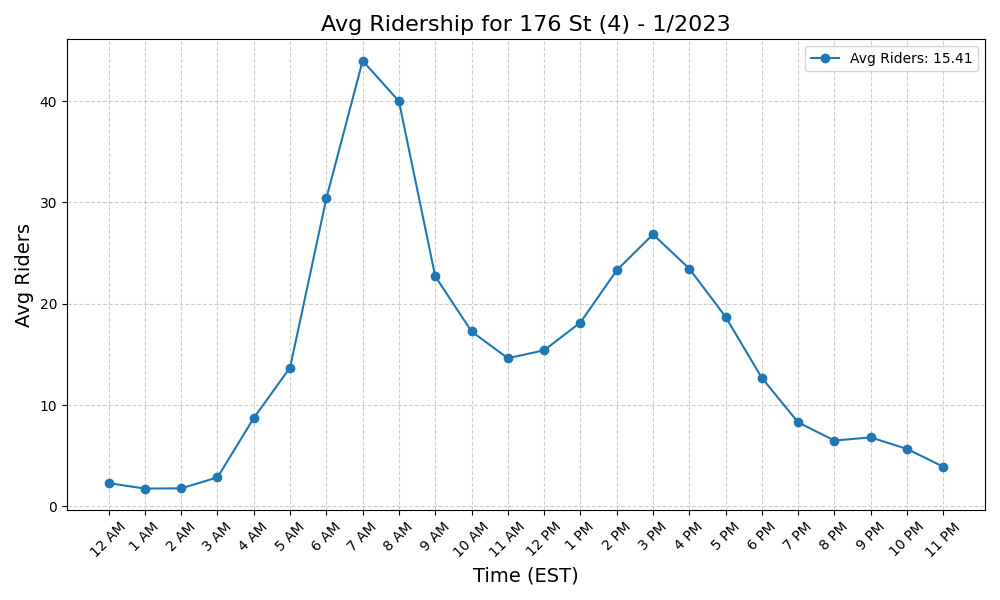 Avg Ridership for 176 St (4) - 1/2023
Avg Riders: 15.41
Avg Riders
40
30
20
10
0
12 AM
1 AM
2 AM
3 AM
4 AM
5 AM
6 AM
7 AM
8 AM
9 AM
10 AM
11 AM
12 PM
1 PM
2 PM
3 PM
4 PM
5 PM
6 PM
7 PM
8 PM
9 PM
10 PM
11 PM
Time (EST)